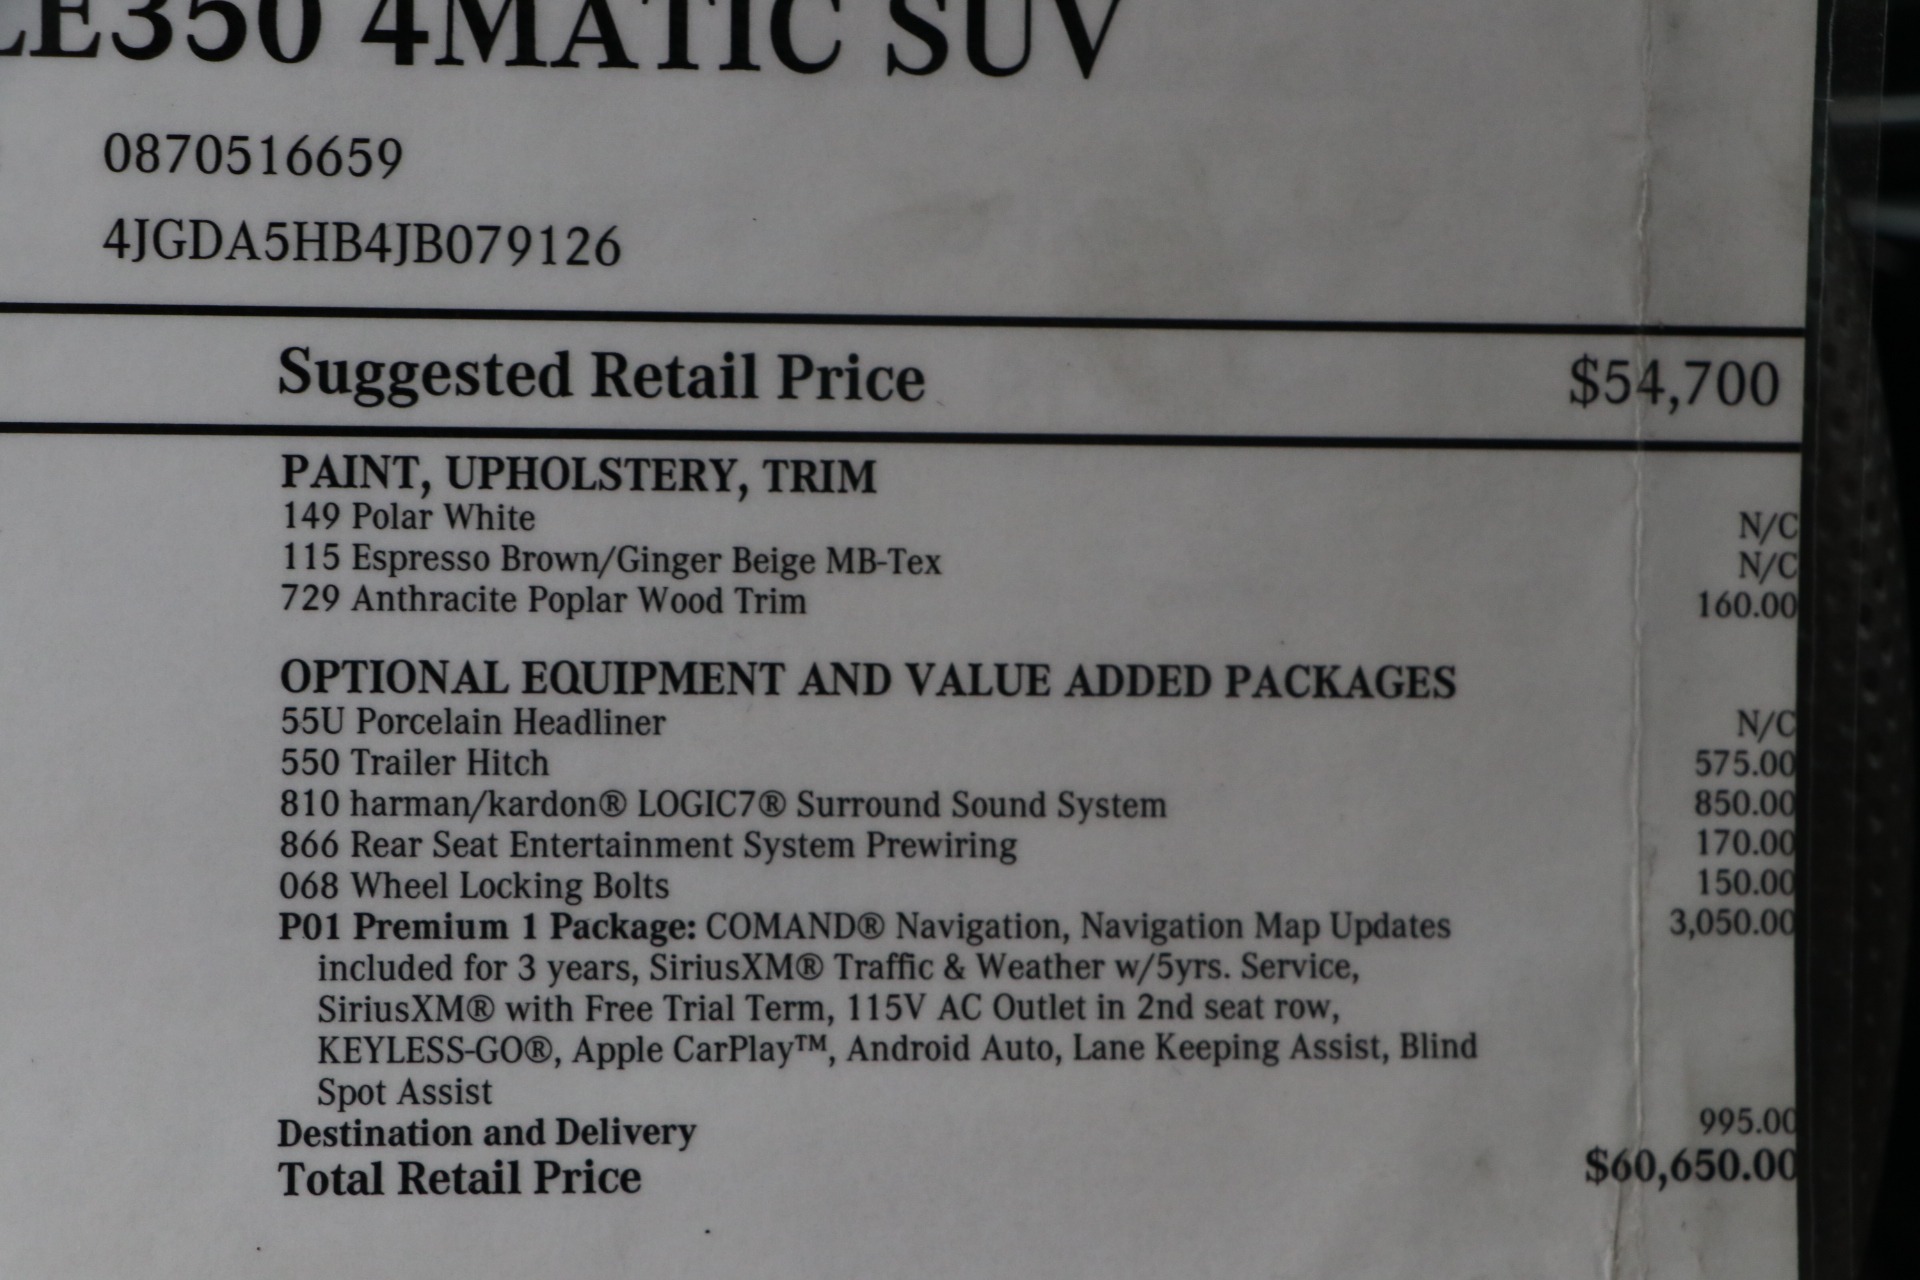 LE350 4MATIC SUV
0870516659
4JGDA5HB4JB079126
Suggested Retail Price $54,700
PAINT, UPHOLSTERY, TRIM
149 Polar White N/C
115 Espresso Brown/Ginger Beige MB-Tex N/C
729 Anthracite Poplar Wood Trim 160.00
OPTIONAL EQUIPMENT AND VALUE ADDED PACKAGES
55U Porcelain Headliner N/C
550 Trailer Hitch 575.00
810 harman/kardon® LOGIC7® Surround Sound System 850.00
866 Rear Seat Entertainment System Prewiring 170.00
068 Wheel Locking Bolts 150.00
P01 Premium 1 Package: COMAND® Navigation, Navigation Map Updates 3,050.00
included for 3 years, SiriusXM® Traffic & Weather w/5yrs. Service,
SiriusXM® with Free Trial Term, 115V AC Outlet in 2nd seat row,
KEYLESS-GO®, Apple CarPlay™, Android Auto, Lane Keeping Assist, Blind
Spot Assist
Destination and Delivery 995.00
Total Retail Price $60,650.00